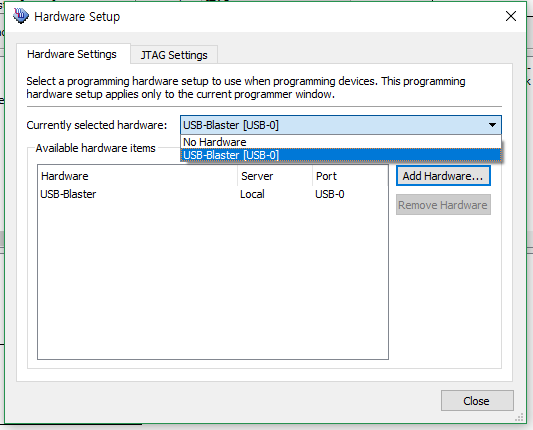 Hardware Setup
Hardware Settings
JTAG Settings
Select a programming hardware setup to use when programming devices. This programming
hardware setup applies only to the current programmer window.
Currently selected hardware:
USB-Blaster [USB-0]
No Hardware
USB-Blaster [USB-0]
Available hardware items
Hardware Server Port
USB-Blaster Local USB-0
Add Hardware...
Remove Hardware
Close